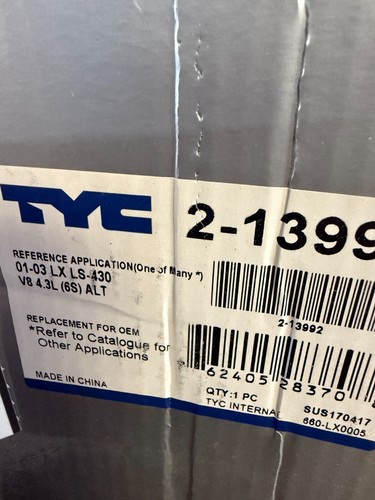 TYC
2-1399
REFERENCE APPLICATION(One of Many *)
01-03 LX LS-430
V8 4.3L (6S) ALT
2-13992
REPLACEMENT FOR OEM
*Refer to Catalogue for
Other Applications
62405 28370
MADE IN CHINA
QTY:1 PC
TYC INTERNAL
SUS170417
660-LX0005